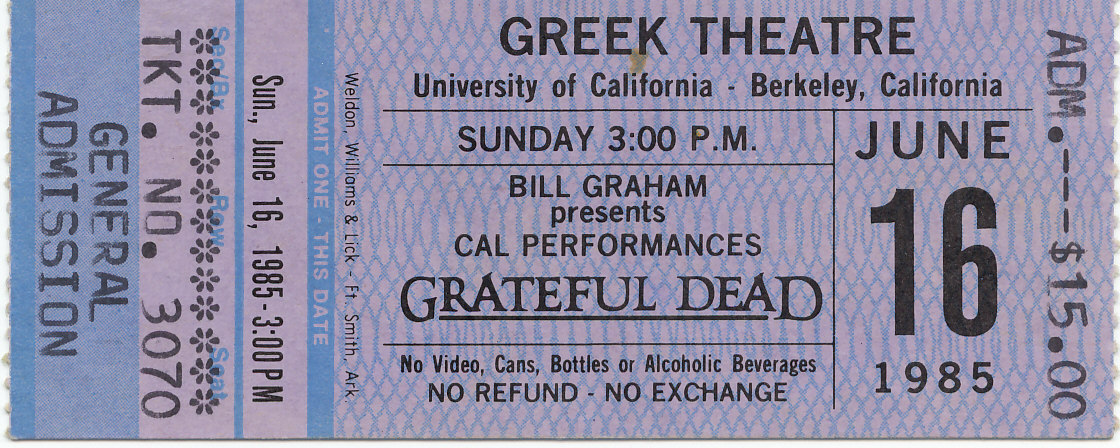 GENERAL
ADMISSION
TKT. NO. 3070
Sec/Bx Row Seat
Sun., June 16, 1985-3:00PM
ADMIT ONE - THIS DATE
Weldon, Williams & Lick - Ft. Smith, Ark.
GREEK THEATRE
University of California - Berkeley, California
SUNDAY 3:00 P.M.
BILL GRAHAM
presents
CAL PERFORMANCES
GRATEFUL DEAD
No Video, Cans, Bottles or Alcoholic Beverages
NO REFUND - NO EXCHANGE
JUNE
16
1985
ADM.---$15.00